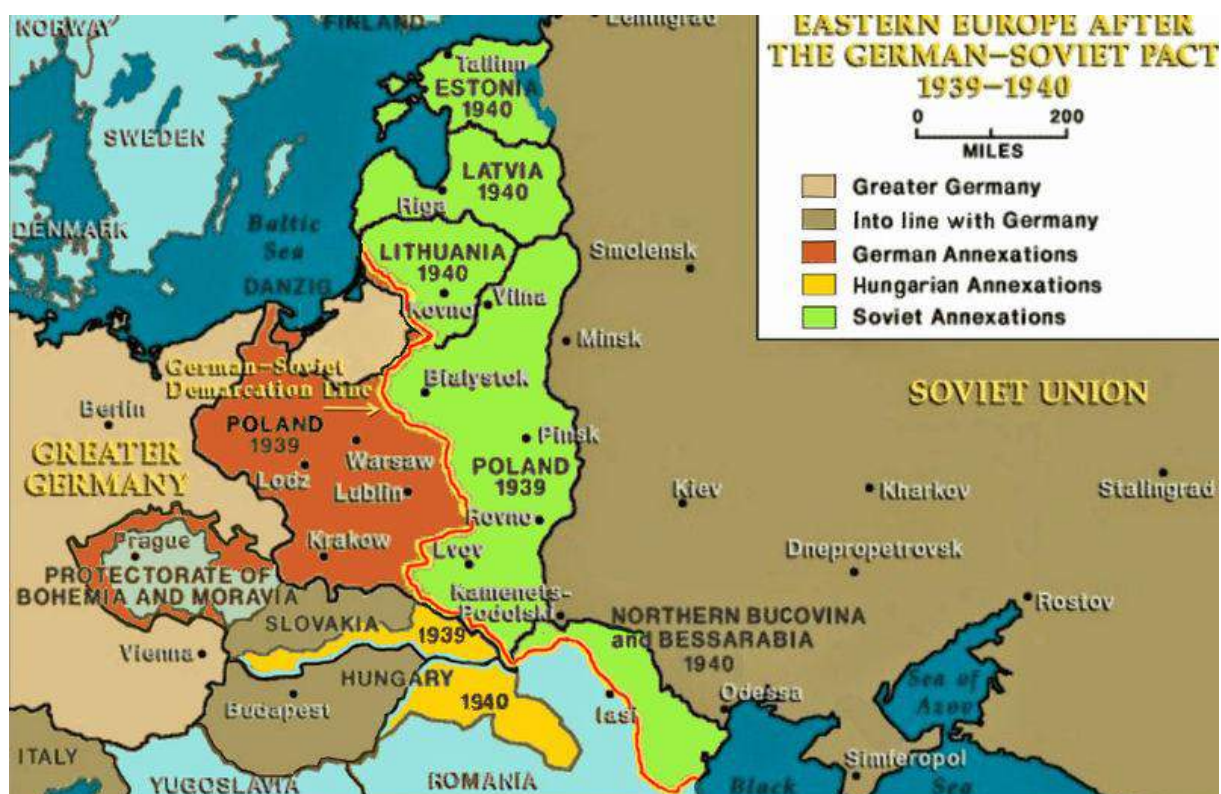 EASTERN EUROPE AFTER
THE GERMAN-SOVIET PACT
1939-1940
0 200
MILES
Greater Germany
Into line with Germany
German Annexations
Hungarian Annexations
Soviet Annexations
NORWAY
FINLAND
Leningrad
SWEDEN
Tallinn
ESTONIA
1940
LATVIA
1940
Riga
DENMARK
Baltic
Sea
LITHUANIA
1940
Smolensk
DANZIG
Kovno
Vilna
Minsk
German-Soviet
Demarcation Line
Bialystok
SOVIET UNION
Berlin
POLAND
1939
Pinsk
GREATER
GERMANY
Warsaw
Lodz
Lublin
POLAND
1939
Kiev
Kharkov
Stalingrad
Rovno
Prague
Krakow
Lvov
Dnepropetrovsk
PROTECTORATE OF
BOHEMIA AND MORAVIA
Kamenets-
Podolski
Rostov
SLOVAKIA
1939
NORTHERN BUCOVINA
and BESSARABIA
1940
Vienna
HUNGARY
1940
Budapest
Iasi
Odessa
Sea of
Azov
ITALY
Simferopol
YUGOSLAVIA
ROMANIA
Black
Sea